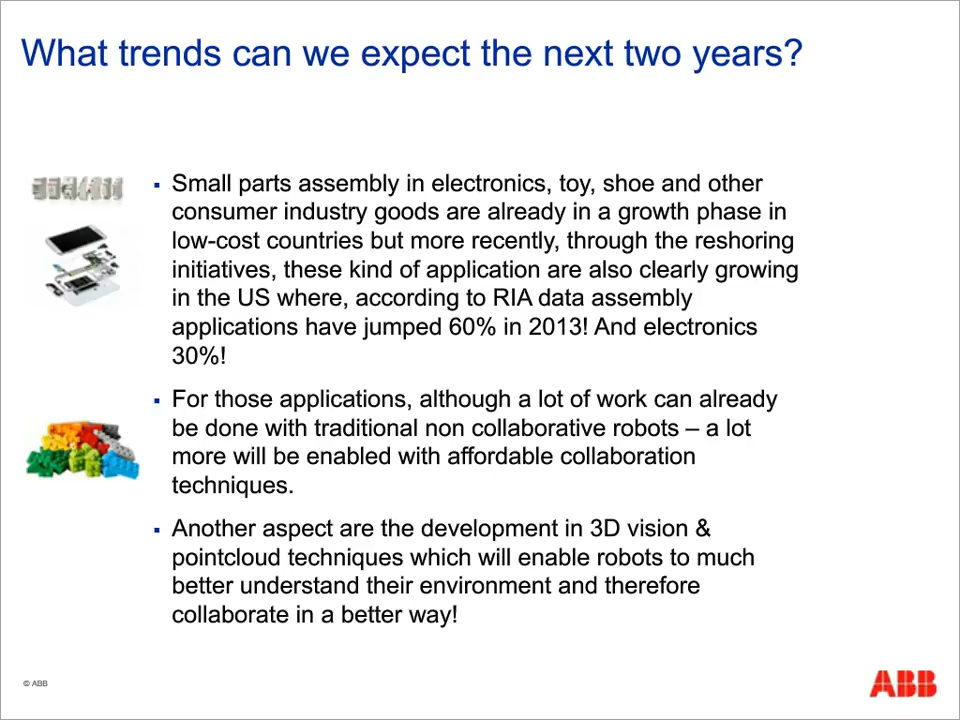 What trends can we expect the next two years?
▪ Small parts assembly in electronics, toy, shoe and other
consumer industry goods are already in a growth phase in
low-cost countries but more recently, through the reshoring
initiatives, these kind of application are also clearly growing
in the US where, according to RIA data assembly
applications have jumped 60% in 2013! And electronics
30%!
▪ For those applications, although a lot of work can already
be done with traditional non collaborative robots – a lot
more will be enabled with affordable collaboration
techniques.
▪ Another aspect are the development in 3D vision &
pointcloud techniques which will enable robots to much
better understand their environment and therefore
collaborate in a better way!
© ABB
ABB